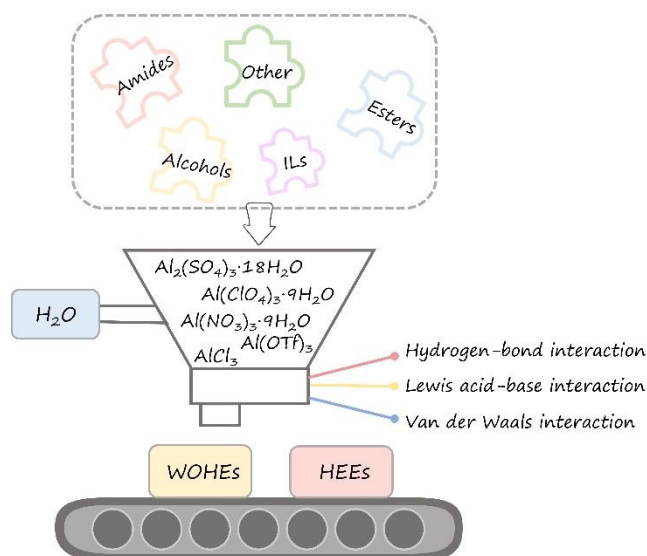 Amides
Other
Esters
Alcohols
ILs
Al₂(SO₄)₃·18H₂O
Al(ClO₄)₃·9H₂O
Al(NO₃)₃·9H₂O
Al(OTf)₃
AlCl₃
H₂O
Hydrogen-bond interaction
Lewis acid-base interaction
Van der Waals interaction
WOHEs
HEEs